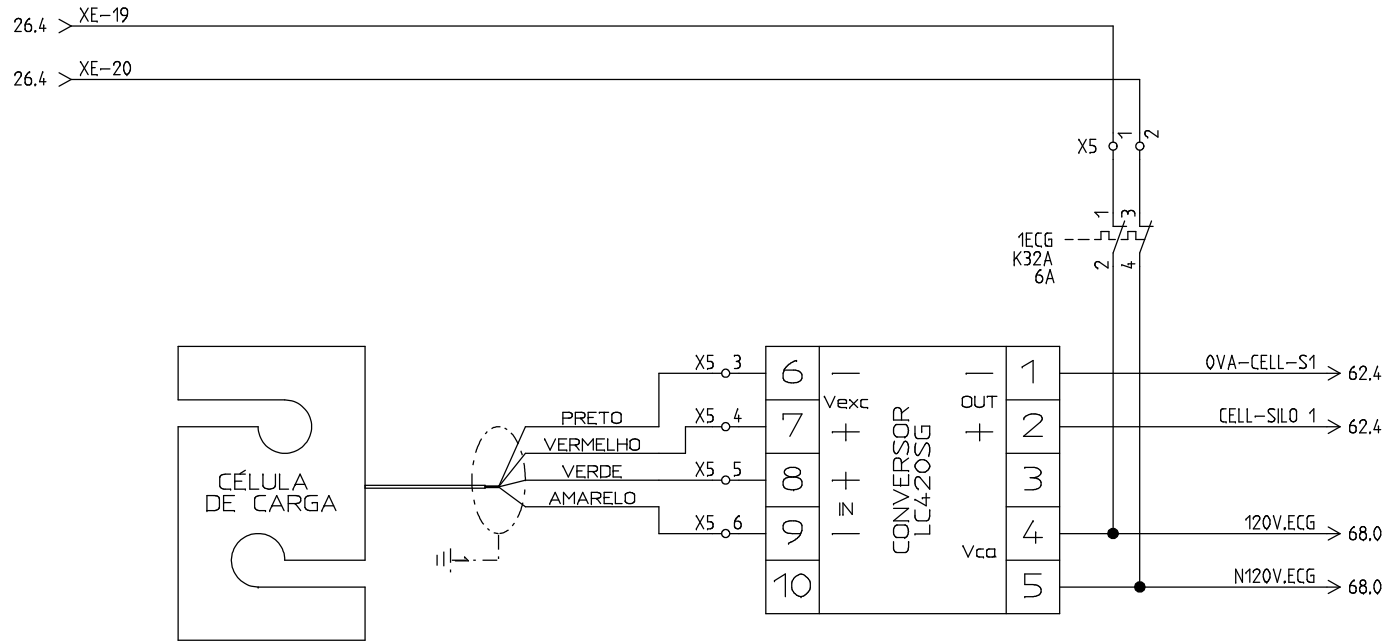 26.4 XE-19
26.4 XE-20
X5 1 2
1 3
1ECG
K32A
6A
2 4
X5 3 6 — — 1 0VA-CELL-S1 62.4
Vexc OUT
PRETO X5 4 7 + + 2 CELL-SILO 1 62.4
VERMELHO
VERDE X5 5 8 + 3
CÉLULA
DE CARGA
AMARELO IN
X5 6 9 — 4 120V.ECG 68.0
Vca
10 5 N120V.ECG 68.0
CONVERSOR
LC420SG